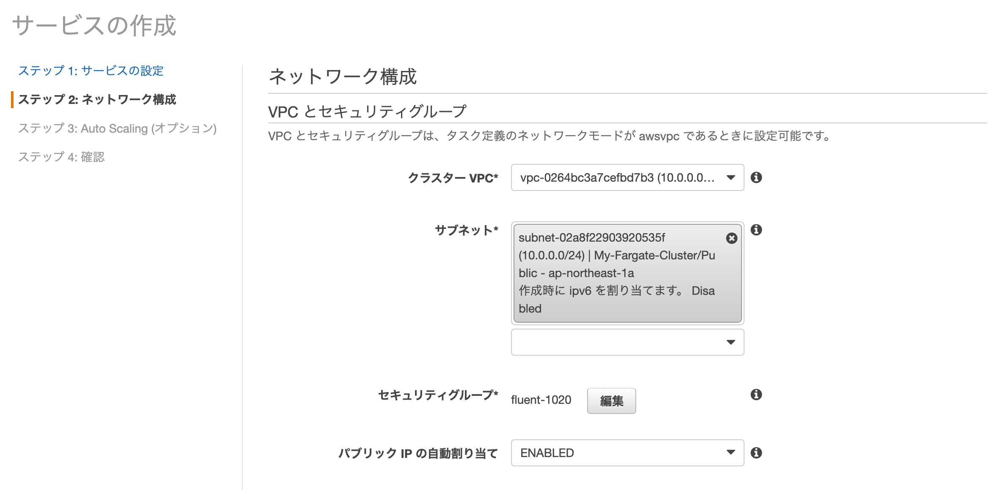 サービスの作成
ステップ 1: サービスの設定
ステップ 2: ネットワーク構成
ステップ 3: Auto Scaling (オプション)
ステップ 4: 確認
ネットワーク構成
VPC とセキュリティグループ
VPC とセキュリティグループは、タスク定義のネットワークモードが awsvpc であるときに設定可能です。
クラスター VPC*
vpc-0264bc3a7cefbd7b3 (10.0.0.0...
サブネット*
subnet-02a8f22903920535f
(10.0.0.0/24) | My-Fargate-Cluster/Pu
blic - ap-northeast-1a
作成時に ipv6 を割り当てます。 Disa
bled
セキュリティグループ*
fluent-1020
編集
パブリック IP の自動割り当て
ENABLED